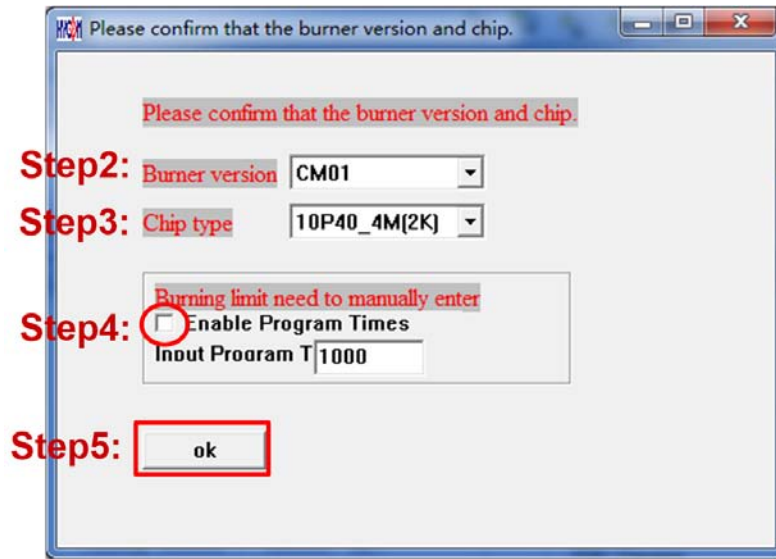 Please confirm that the burner version and chip.
Please confirm that the burner version and chip.
Step2: Burner version CM01
Step3: Chip type 10P40_4M(2K)
Burning limit need to manually enter
Step4: Enable Program Times
Input Program T 1000
Step5: ok